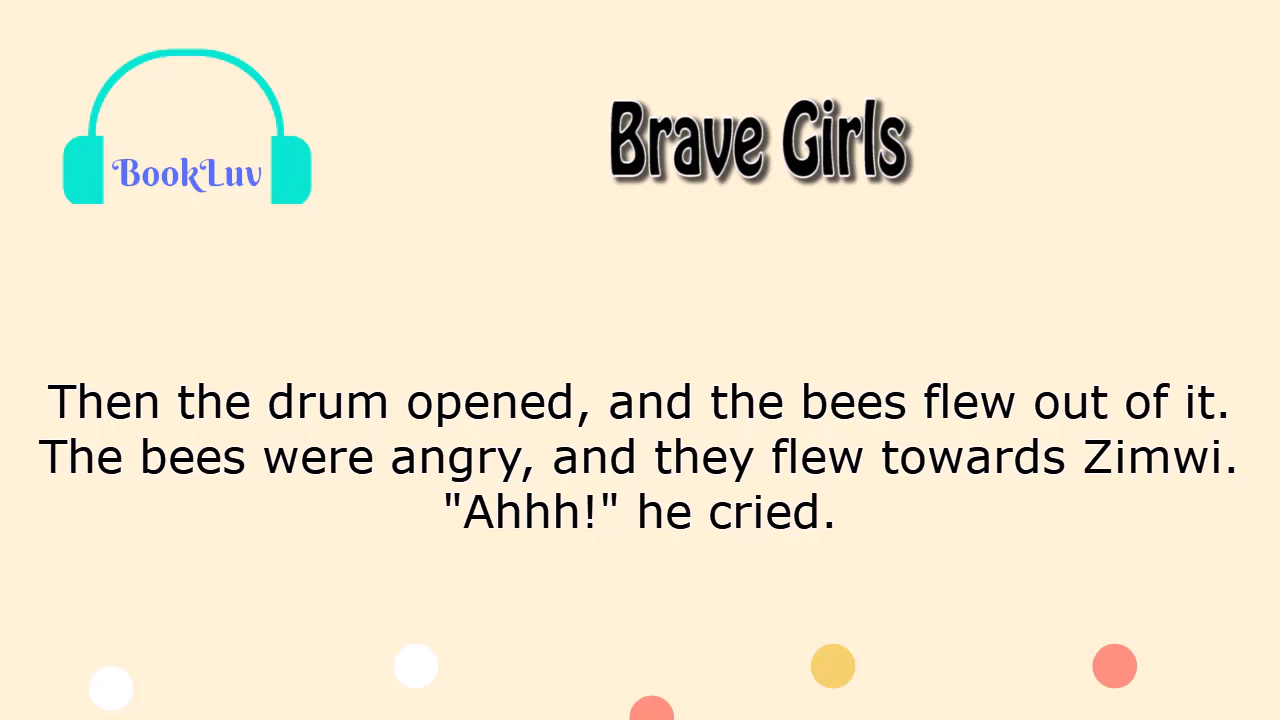 BookLuv
Brave Girls
Then the drum opened, and the bees flew out of it.
The bees were angry, and they flew towards Zimwi.
"Ahhh!" he cried.